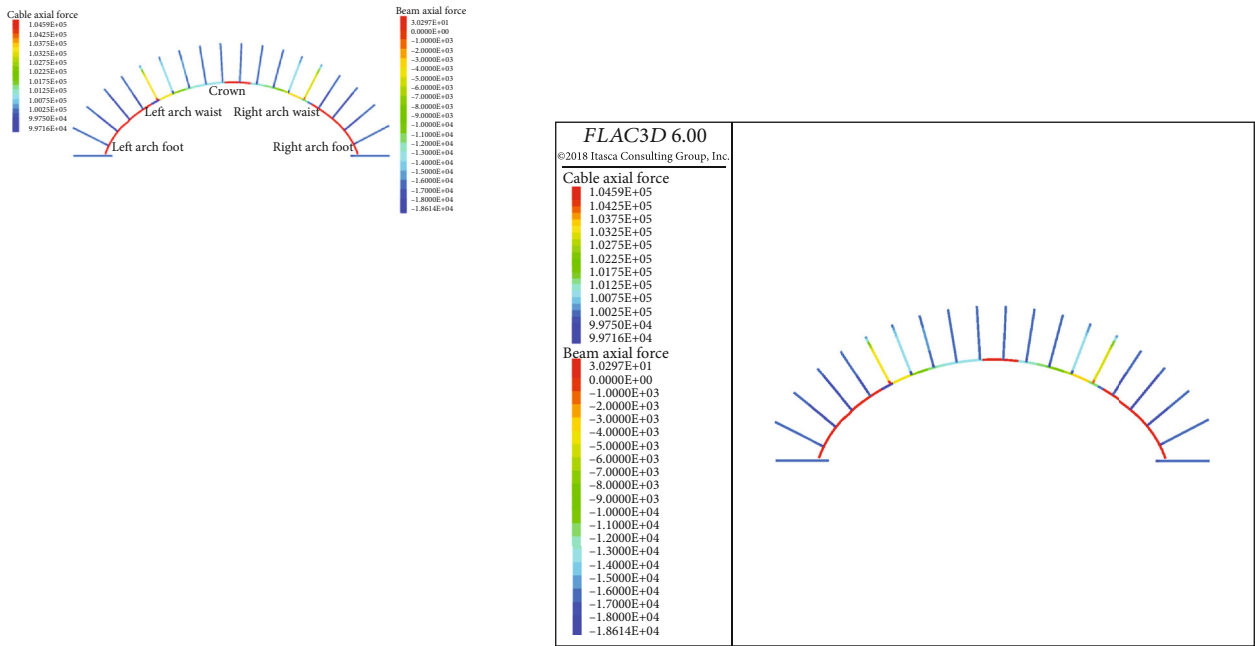 Cable axial force
1.0459E+05
1.0425E+05
1.0375E+05
1.0325E+05
1.0275E+05
1.0225E+05
1.0175E+05
1.0125E+05
1.0075E+05
1.0025E+05
9.9750E+04
9.9716E+04
Crown
Left arch waist
Right arch waist
Left arch foot
Right arch foot
Beam axial force
3.0297E+01
0.0000E+00
−1.0000E+03
−2.0000E+03
−3.0000E+03
−4.0000E+03
−5.0000E+03
−6.0000E+03
−7.0000E+03
−8.0000E+03
−9.0000E+03
−1.0000E+04
−1.1000E+04
−1.2000E+04
−1.3000E+04
−1.4000E+04
−1.5000E+04
−1.6000E+04
−1.7000E+04
−1.8000E+04
−1.8614E+04
FLAC3D 6.00
©2018 Itasca Consulting Group, Inc.
Cable axial force
1.0459E+05
1.0425E+05
1.0375E+05
1.0325E+05
1.0275E+05
1.0225E+05
1.0175E+05
1.0125E+05
1.0075E+05
1.0025E+05
9.9750E+04
9.9716E+04
Beam axial force
3.0297E+01
0.0000E+00
−1.0000E+03
−2.0000E+03
−3.0000E+03
−4.0000E+03
−5.0000E+03
−6.0000E+03
−7.0000E+03
−8.0000E+03
−9.0000E+03
−1.0000E+04
−1.1000E+04
−1.2000E+04
−1.3000E+04
−1.4000E+04
−1.5000E+04
−1.6000E+04
−1.7000E+04
−1.8000E+04
−1.8614E+04